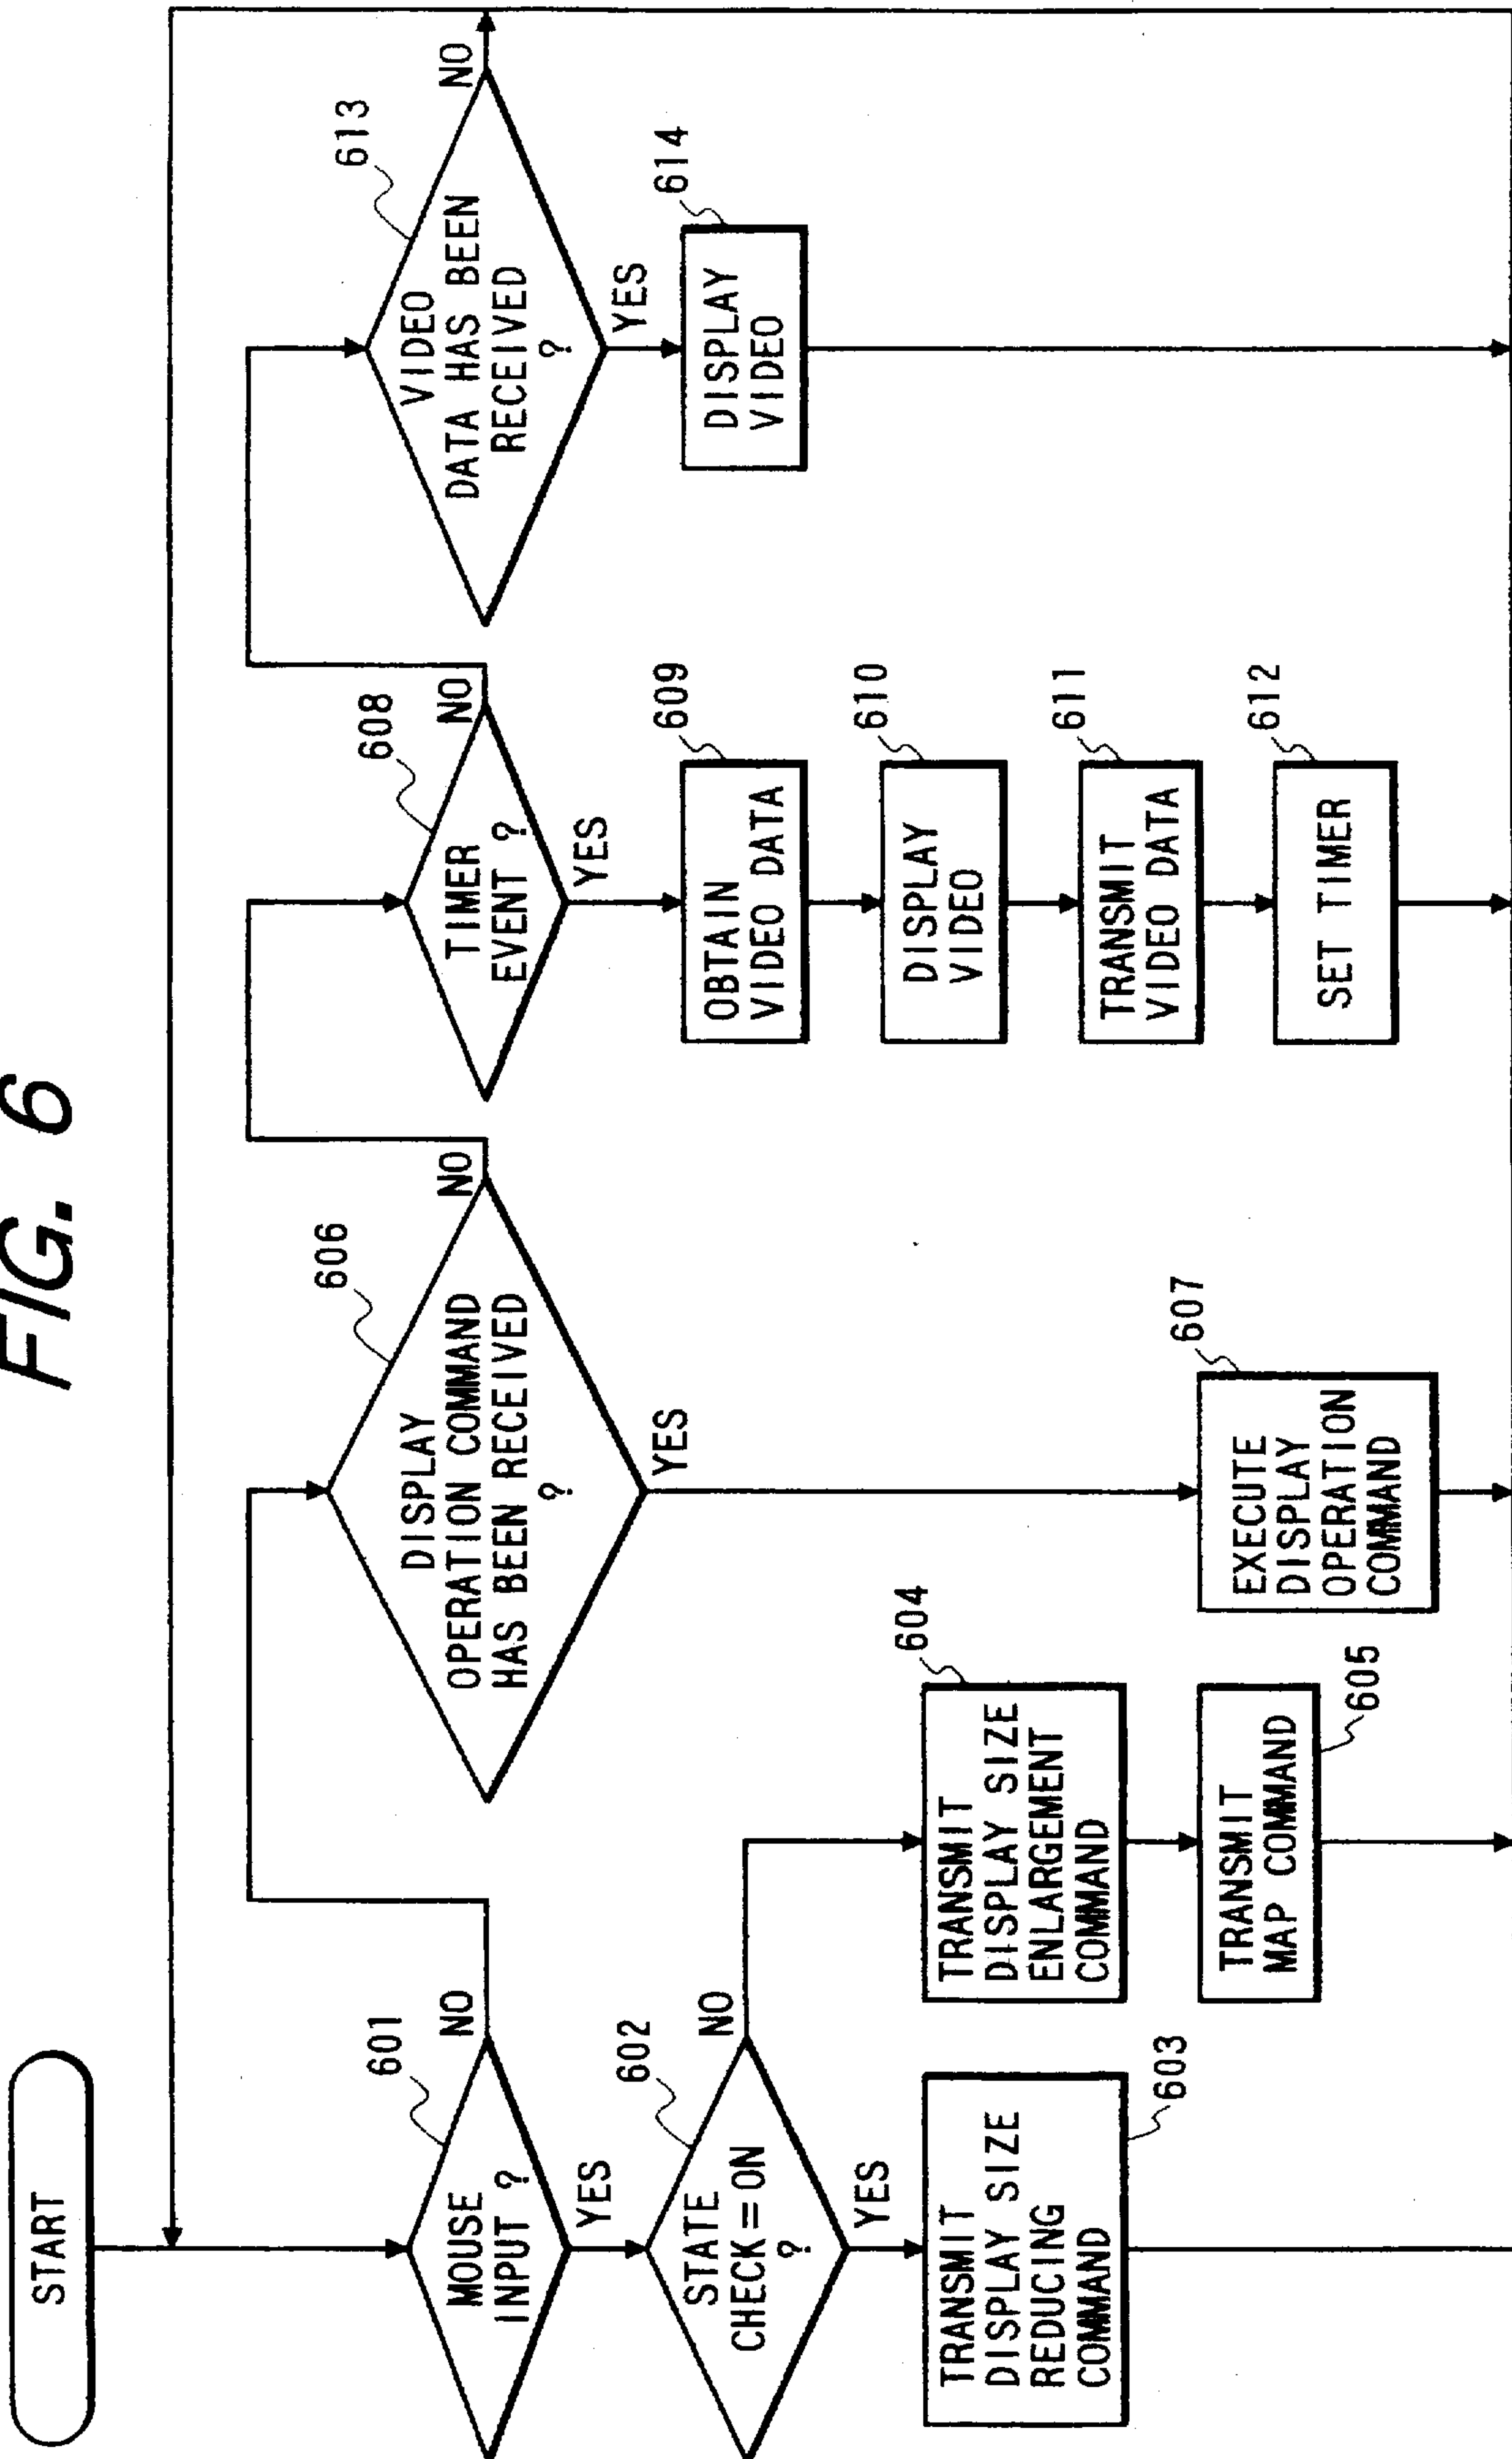 FIG. 6
START
601
MOUSE
INPUT ?
NO
YES
602
STATE
CHECK=ON
?
NO
YES
603
TRANSMIT
DISPLAY SIZE
REDUCING
COMMAND
604
TRANSMIT
DISPLAY SIZE
ENLARGEMENT
COMMAND
605
TRANSMIT
MAP COMMAND
606
DISPLAY
OPERATION COMMAND
HAS BEEN RECEIVED
?
NO
YES
607
EXECUTE
DISPLAY
OPERATION
COMMAND
608
TIMER
EVENT ?
NO
YES
609
OBTAIN
VIDEO DATA
610
DISPLAY
VIDEO
611
TRANSMIT
VIDEO DATA
612
SET TIMER
613
VIDEO
DATA HAS BEEN
RECEIVED
?
NO
YES
614
DISPLAY
VIDEO